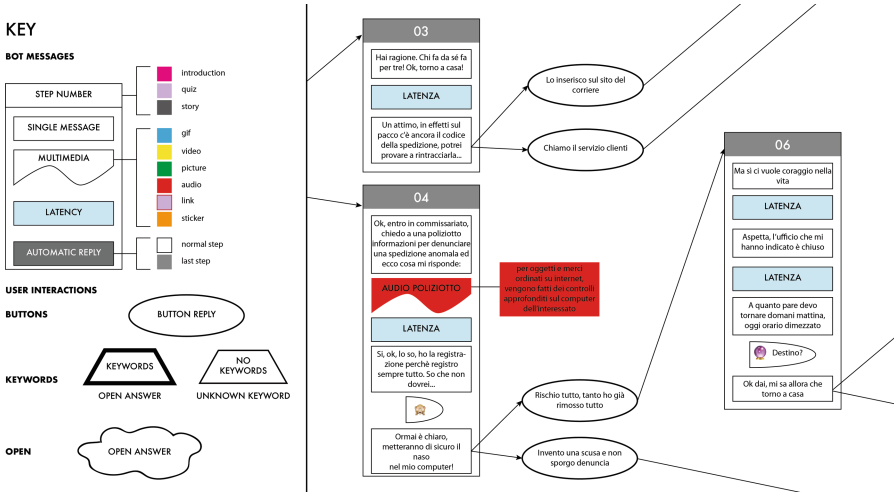 KEY
BOT MESSAGES
STEP NUMBER
introduction
quiz
story
SINGLE MESSAGE
MULTIMEDIA
gif
video
picture
audio
link
sticker
LATENCY
AUTOMATIC REPLY
normal step
last step
USER INTERACTIONS
BUTTONS
BUTTON REPLY
KEYWORDS
KEYWORDS
OPEN ANSWER
NO
KEYWORDS
UNKNOWN KEYWORD
OPEN
OPEN ANSWER
03
Hai ragione. Chi fa da sé fa
per tre! Ok, torno a casa!
LATENZA
Un attimo, in effetti sul
pacco c'è ancora il codice
della spedizione, potrei
provare a rintracciarla...
Lo inserisco sul sito del
corriere
Chiamo il servizio clienti
04
Ok, entro in commissariato,
chiedo a una poliziotto
informazioni per denunciare
una spedizione anomala ed
ecco cosa mi risponde:
AUDIO POLIZIOTTO
per oggetti e merci
ordinati su internet,
vengono fatti dei controlli
approfonditi sul computer
dell'interessato
LATENZA
Si, ok, lo so, ho la registra-
zione perchè registro
sempre tutto. So che non
dovrei...
Ormai è chiaro,
metteranno di sicuro il
naso
nel mio computer!
Rischio tutto, tanto ho già
rimosso tutto
Invento una scusa e non
sporgo denuncia
06
Ma sì ci vuole coraggio nella
vita
LATENZA
Aspetta, l'ufficio che mi
hanno indicato è chiuso
LATENZA
A quanto pare devo
tornare domani mattina,
oggi orario dimezzato
Destino?
Ok dai, mi sa allora che
torno a casa